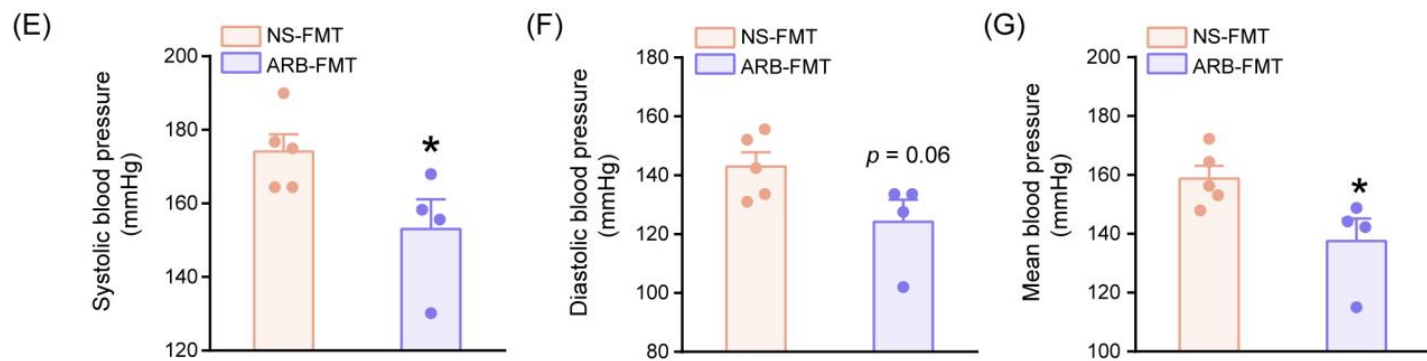 (E)
NS-FMT
ARB-FMT
Systolic blood pressure
(mmHg)
200
180
160
140
120
*
(F)
NS-FMT
ARB-FMT
Diastolic blood pressure
(mmHg)
180
160
140
120
100
80
p = 0.06
(G)
NS-FMT
ARB-FMT
Mean blood pressure
(mmHg)
200
180
160
140
120
100
*